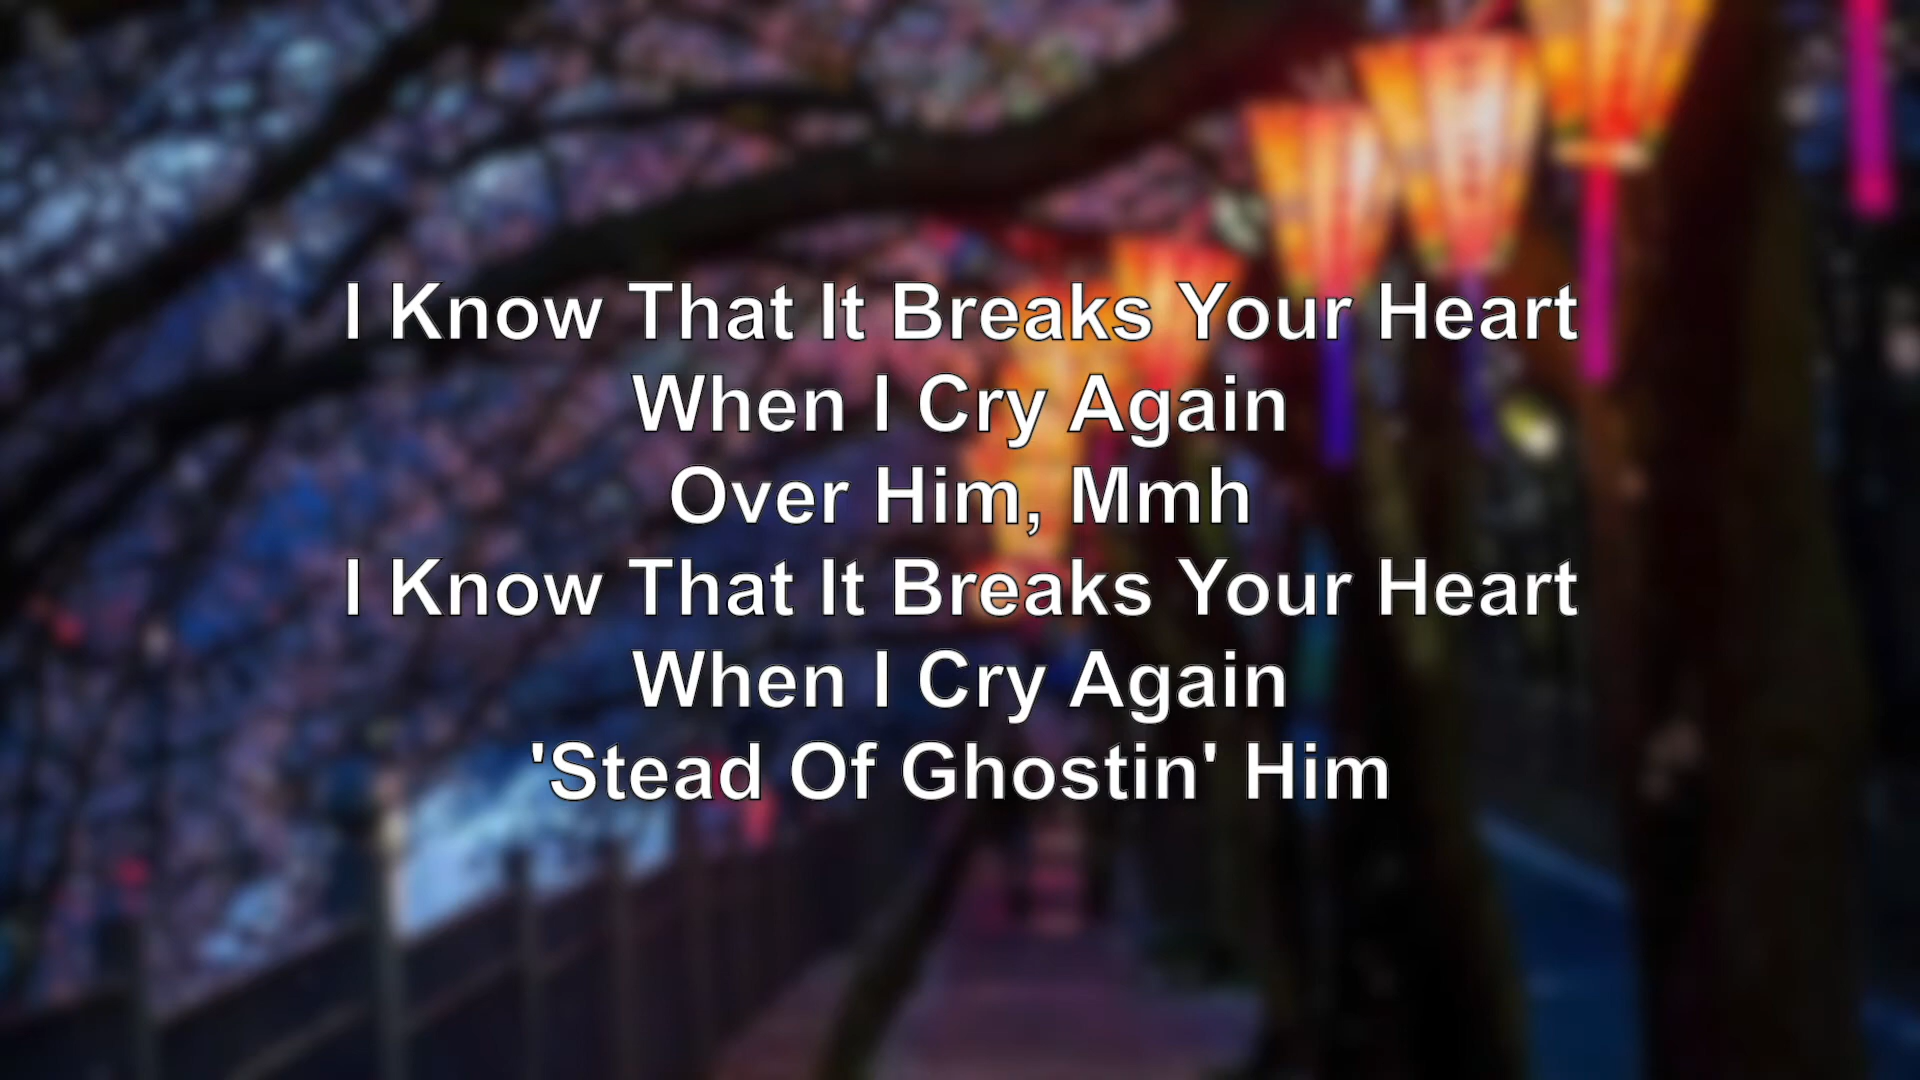 I Know That It Breaks Your Heart
When I Cry Again
Over Him, Mmh
I Know That It Breaks Your Heart
When I Cry Again
'Stead Of Ghostin' Him